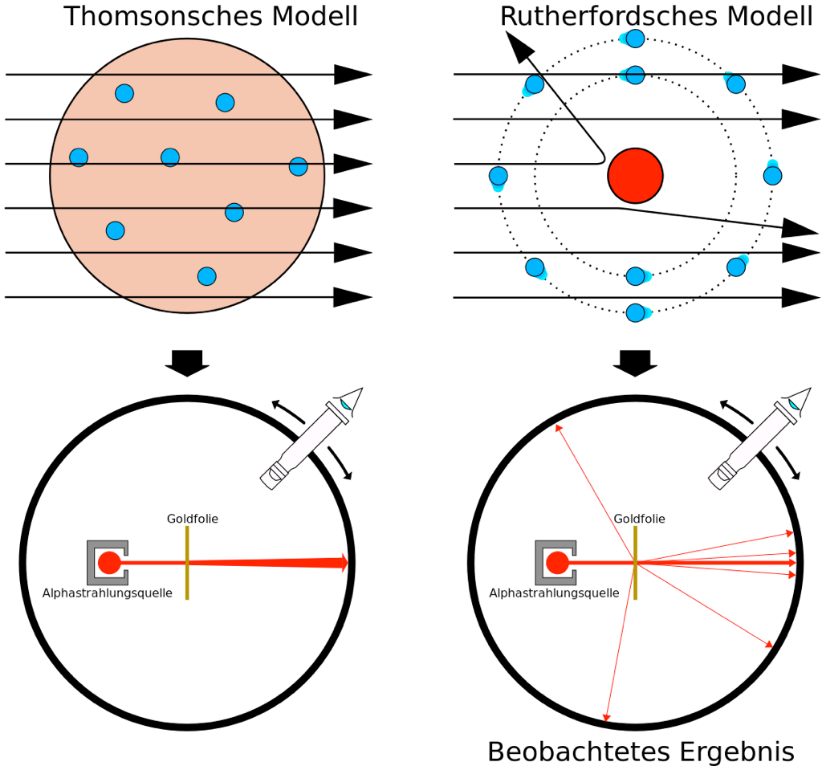 Thomsonsches Modell
Rutherfordsches Modell
Goldfolie
Alphastrahlungsquelle
Goldfolie
Alphastrahlungsquelle
Beobachtetes Ergebnis